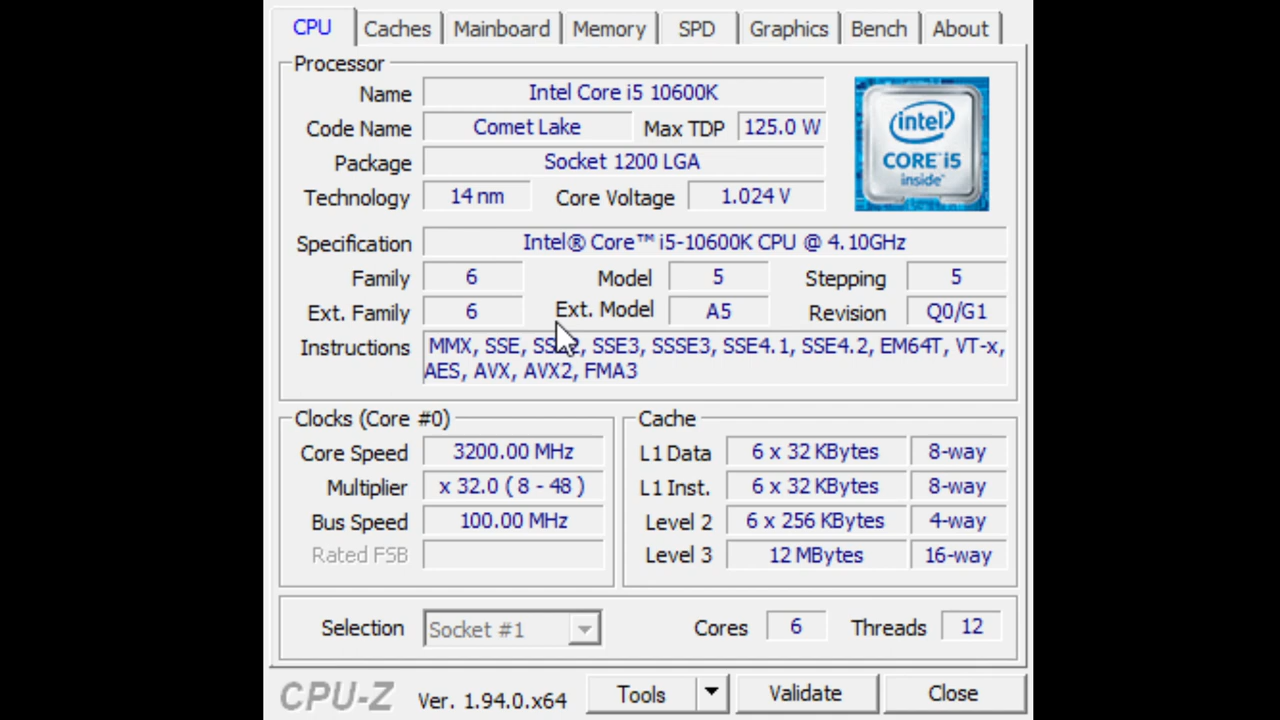 CPU Caches Mainboard Memory SPD Graphics Bench About
Processor
Name Intel Core i5 10600K
Code Name Comet Lake Max TDP 125.0 W
Package Socket 1200 LGA
Technology 14 nm Core Voltage 1.024 V
intel
CORE i5
inside
Specification Intel® Core™ i5-10600K CPU @ 4.10GHz
Family 6 Model 5 Stepping 5
Ext. Family 6 Ext. Model A5 Revision Q0/G1
Instructions MMX, SSE, SSE2, SSE3, SSSE3, SSE4.1, SSE4.2, EM64T, VT-x,
AES, AVX, AVX2, FMA3
Clocks (Core #0)
Core Speed 3200.00 MHz
Multiplier x 32.0 ( 8 - 48 )
Bus Speed 100.00 MHz
Rated FSB
Cache
L1 Data 6 x 32 KBytes 8-way
L1 Inst. 6 x 32 KBytes 8-way
Level 2 6 x 256 KBytes 4-way
Level 3 12 MBytes 16-way
Selection Socket #1 Cores 6 Threads 12
CPU-Z Ver. 1.94.0.x64 Tools Validate Close